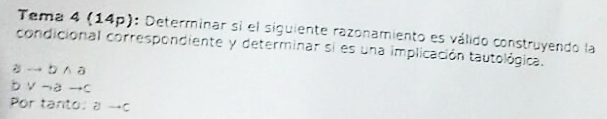 Tema 4 (14p): Determinar si el siguiente razonamiento es válido construyendo la
condicional correspondiente y determinar si es una implicación tautológica.
a → b ∧ a
b ∨ ¬a → c
Por tanto: a → c